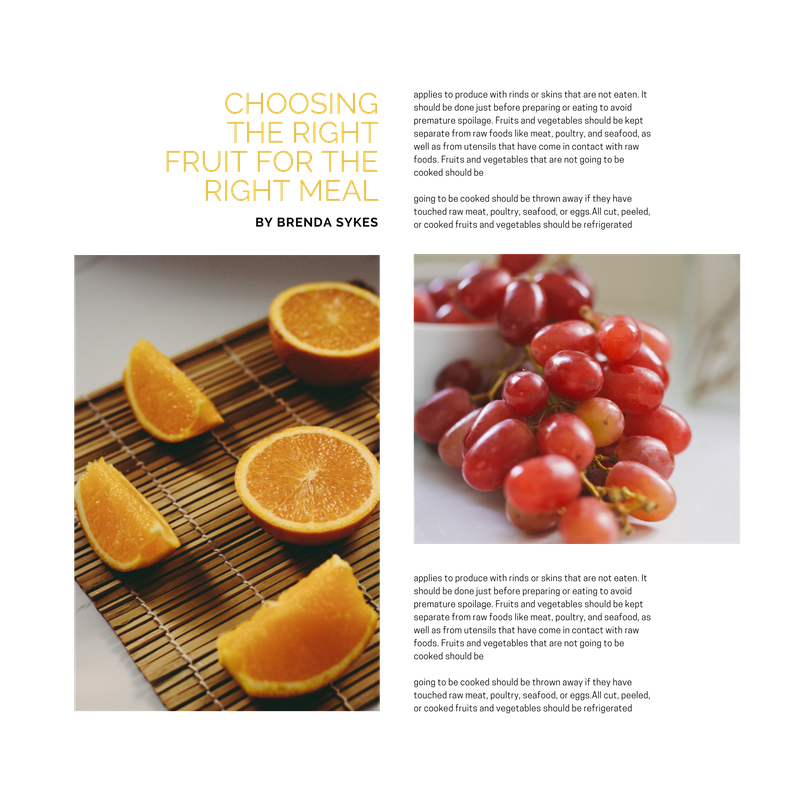 CHOOSING
THE RIGHT
FRUIT FOR THE
RIGHT MEAL
BY BRENDA SYKES
applies to produce with rinds or skins that are not eaten. It
should be done just before preparing or eating to avoid
premature spoilage. Fruits and vegetables should be kept
separate from raw foods like meat, poultry, and seafood, as
well as from utensils that have come in contact with raw
foods. Fruits and vegetables that are not going to be
cooked should be
going to be cooked should be thrown away if they have
touched raw meat, poultry, seafood, or eggs.All cut, peeled,
or cooked fruits and vegetables should be refrigerated
applies to produce with rinds or skins that are not eaten. It
should be done just before preparing or eating to avoid
premature spoilage. Fruits and vegetables should be kept
separate from raw foods like meat, poultry, and seafood, as
well as from utensils that have come in contact with raw
foods. Fruits and vegetables that are not going to be
cooked should be
going to be cooked should be thrown away if they have
touched raw meat, poultry, seafood, or eggs.All cut, peeled,
or cooked fruits and vegetables should be refrigerated